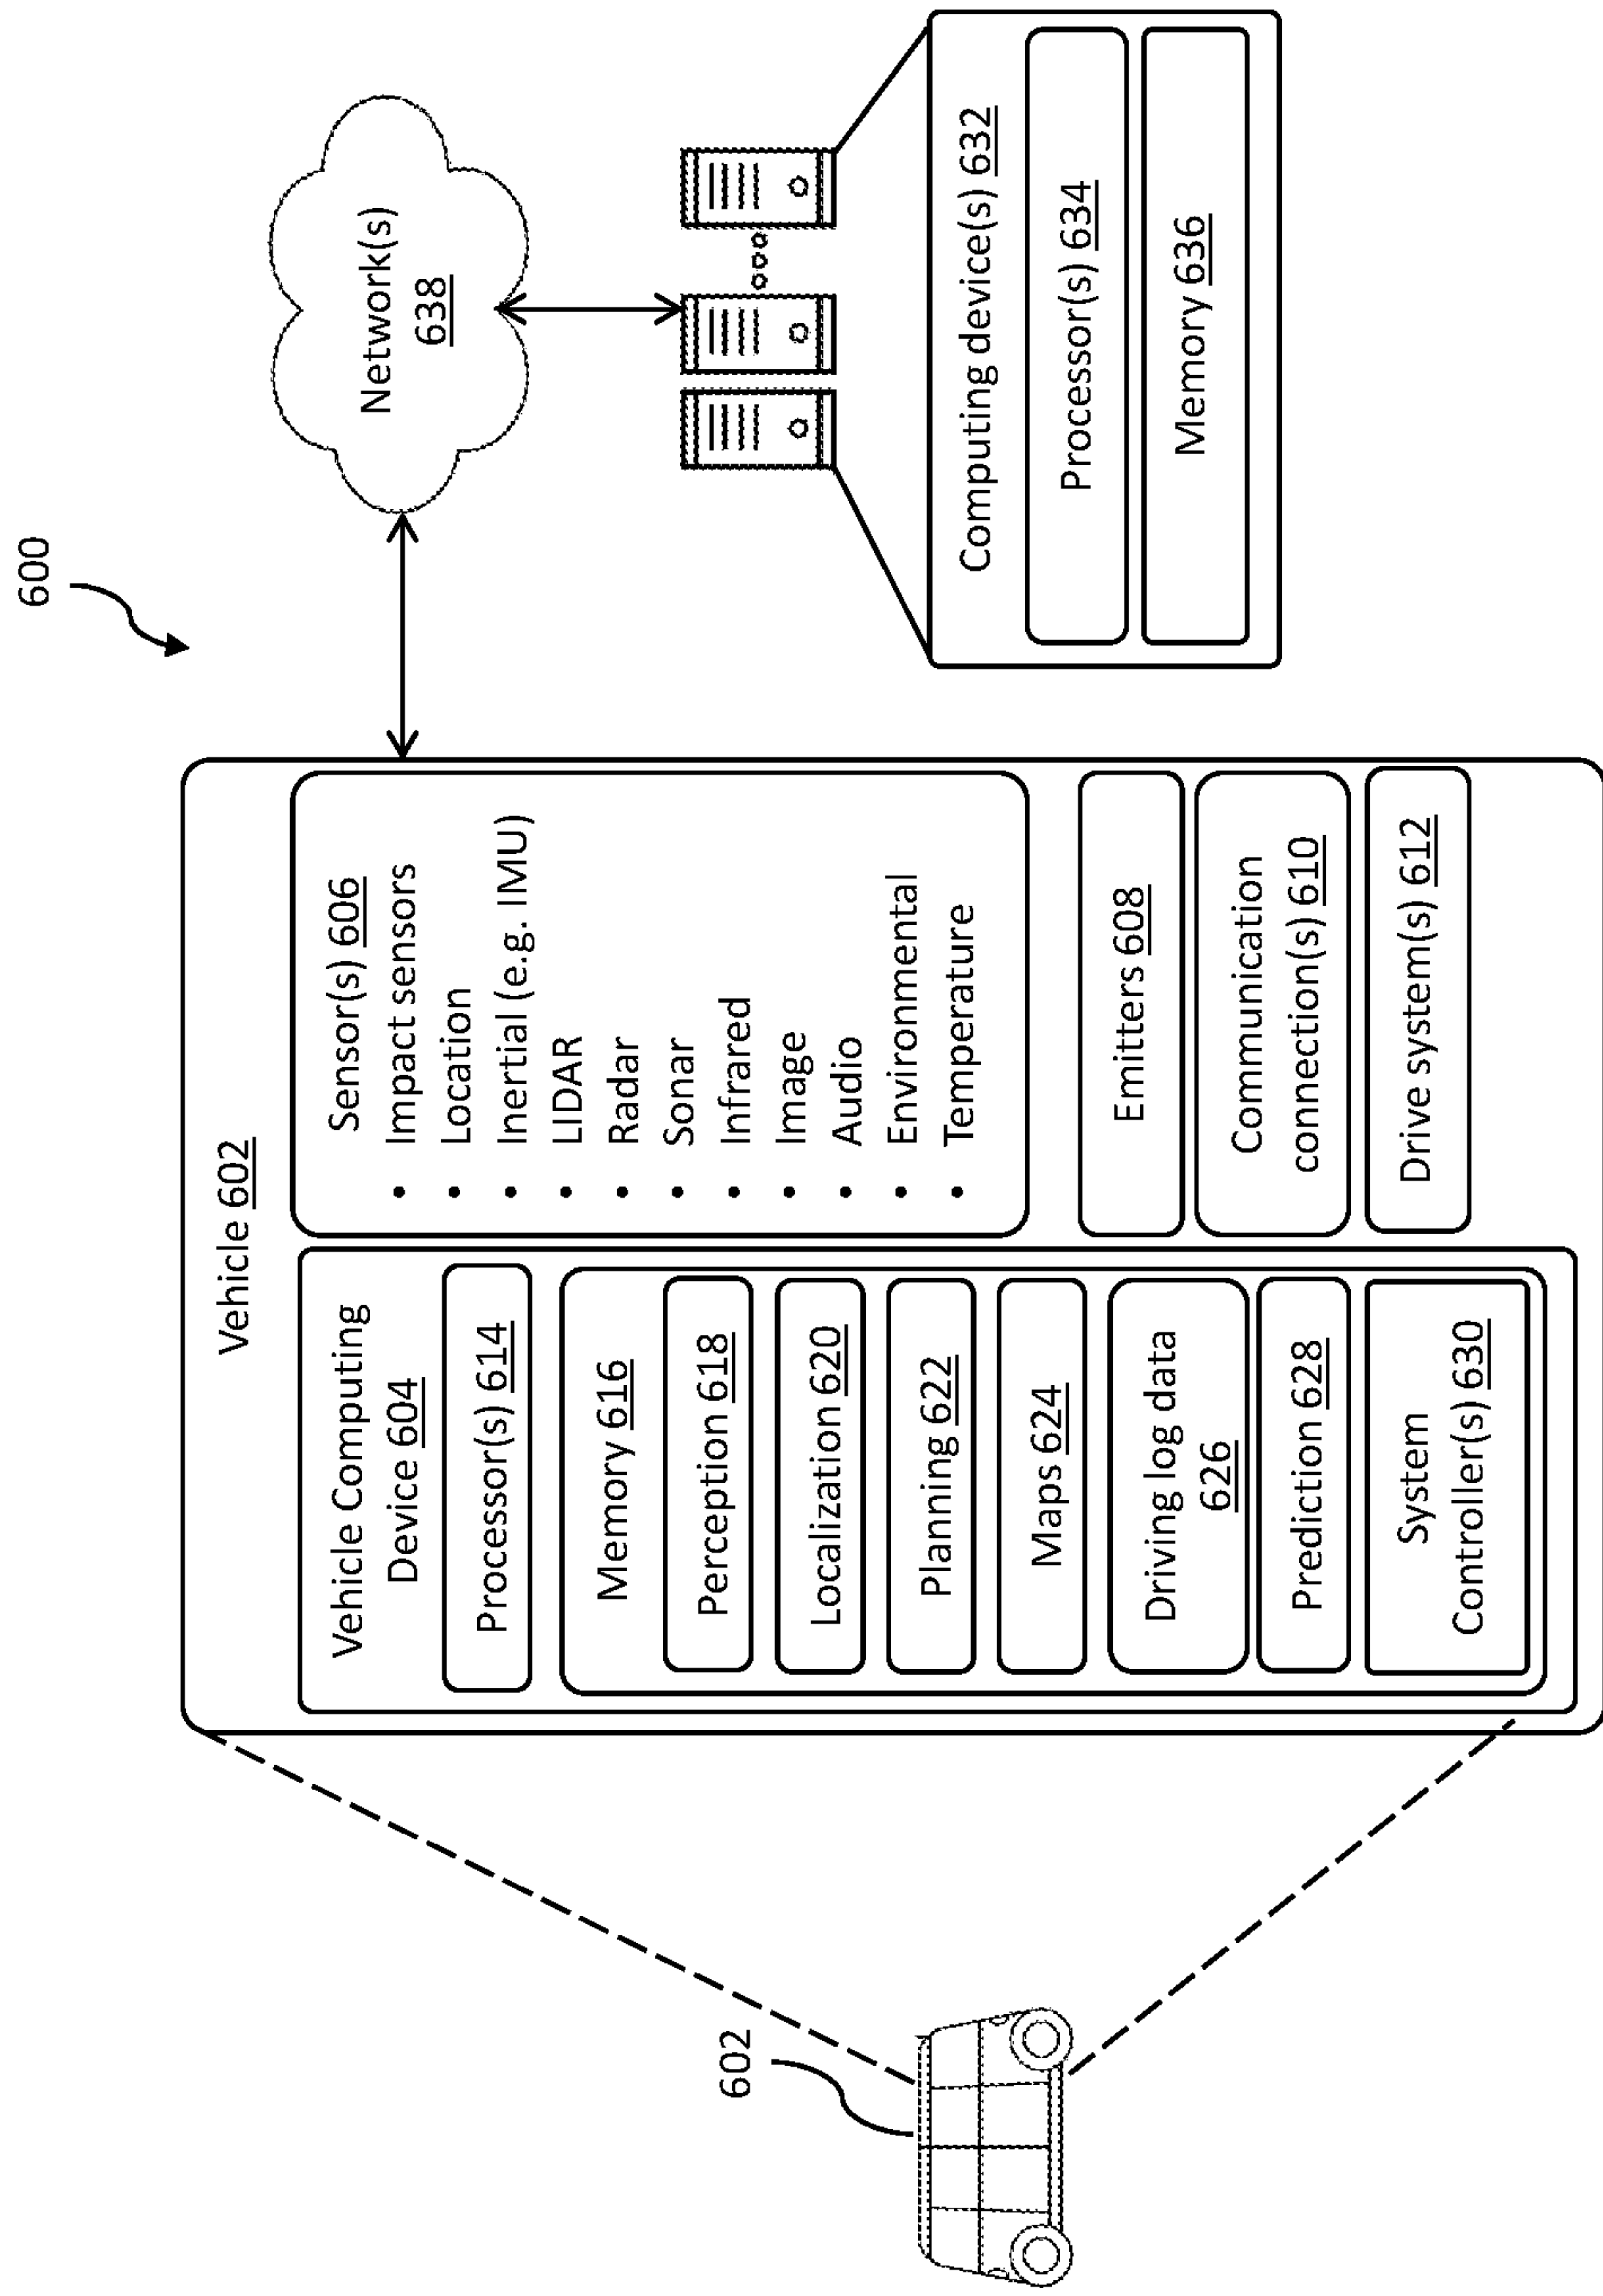 600
602
Vehicle 602
Vehicle Computing
Device 604
Processor(s) 614
Memory 616
Perception 618
Localization 620
Planning 622
Maps 624
Driving log data
626
Prediction 628
System
Controller(s) 630
Sensor(s) 606
• Impact sensors
• Location
• Inertial (e.g. IMU)
• LIDAR
• Radar
• Sonar
• Infrared
• Image
• Audio
• Environmental
• Temperature
Emitters 608
Communication
connection(s) 610
Drive system(s) 612
Network(s)
638
Computing device(s) 632
Processor(s) 634
Memory 636